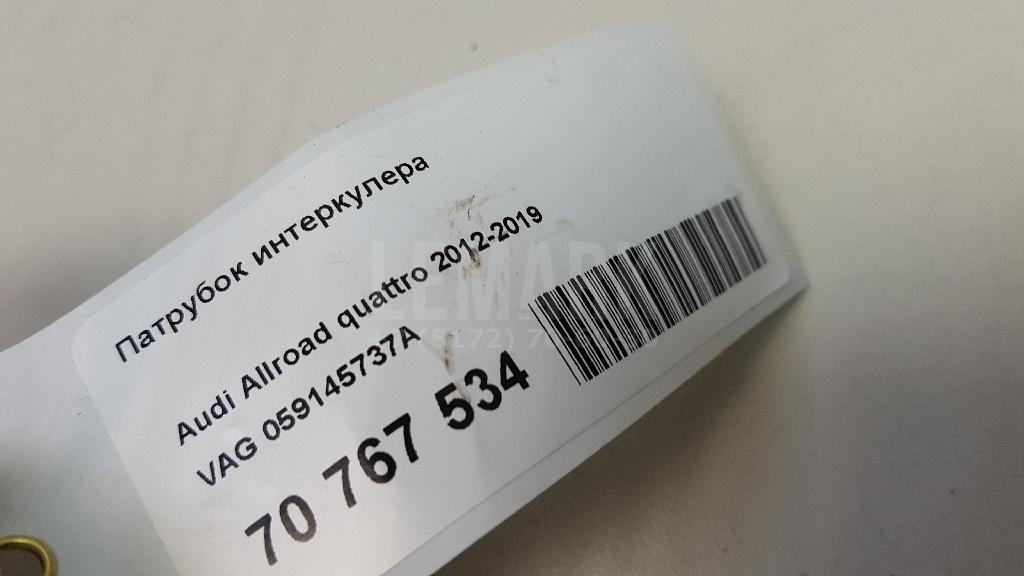 Патрубок интеркулера
Audi Allroad quattro 2012-2019
VAG 059145737A
70 767 534